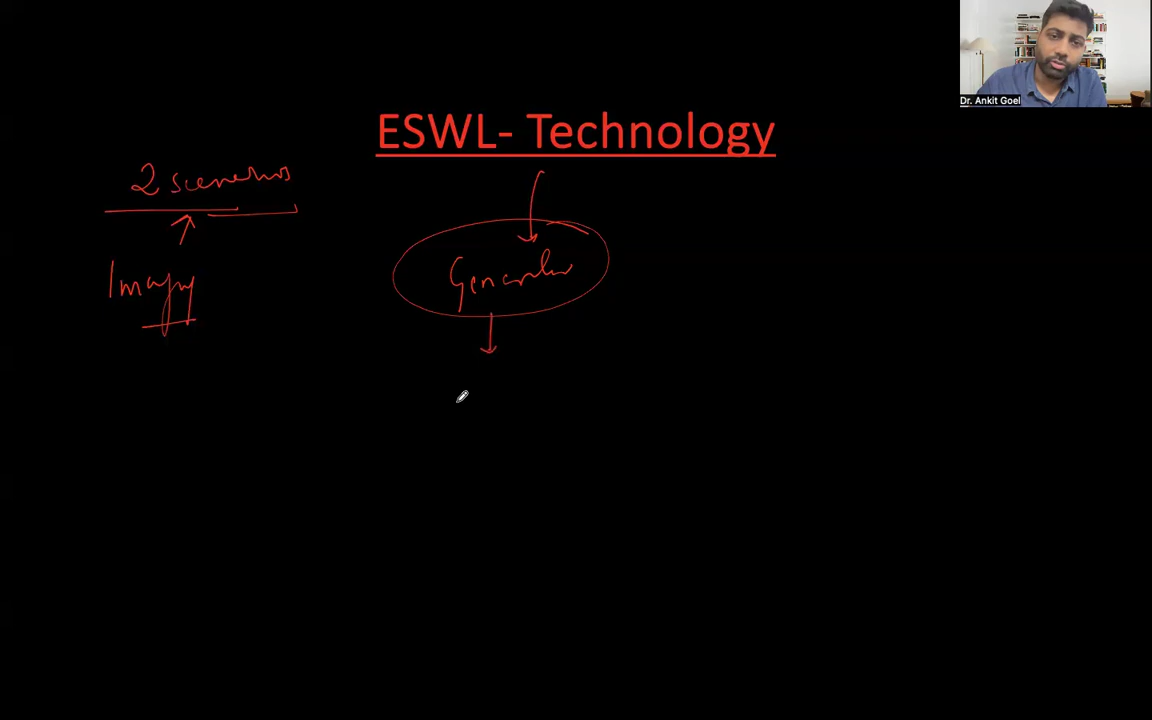 Dr. Ankit Goel
ESWL- Technology
2 scenarios
Generator
Imaging